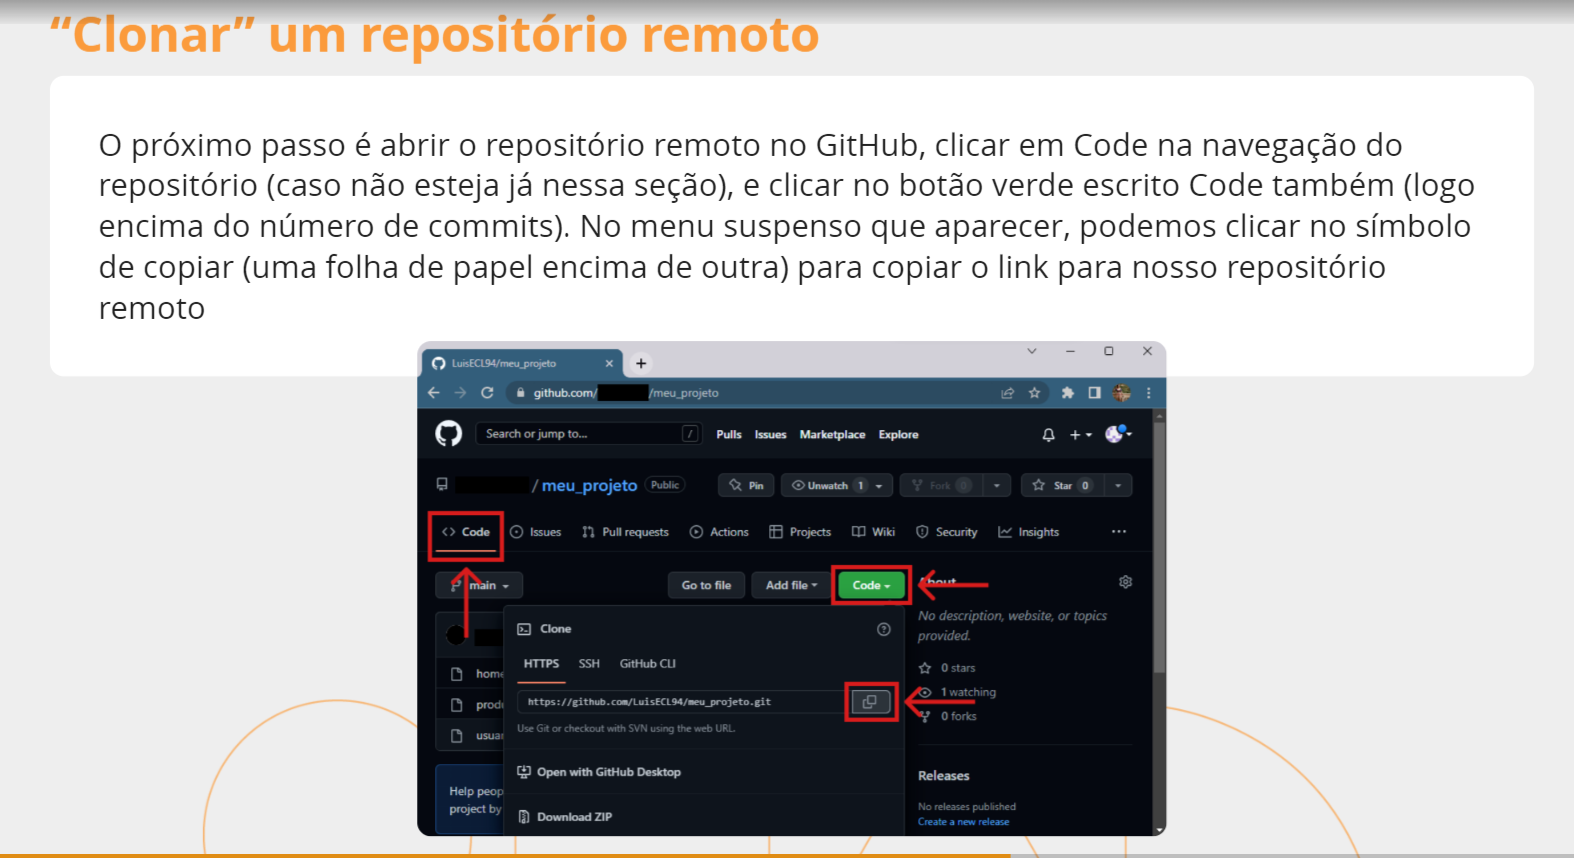 “Clonar” um repositório remoto
O próximo passo é abrir o repositório remoto no GitHub, clicar em Code na navegação do
repositório (caso não esteja já nessa seção), e clicar no botão verde escrito Code também (logo
encima do número de commits). No menu suspenso que aparecer, podemos clicar no símbolo
de copiar (uma folha de papel encima de outra) para copiar o link para nosso repositório
remoto
LuisECL94/meu_projeto
github.com/ /meu_projeto
Search or jump to... / Pulls Issues Marketplace Explore
/ meu_projeto Public Pin Unwatch 1 Fork 0 Star 0
<> Code Issues Pull requests Actions Projects Wiki Security Insights ...
main Go to file Add file Code About
No description, website, or topics
provided.
Clone
HTTPS SSH GitHub CLI
home
0 stars
1 watching
https://github.com/LuisECL94/meu_projeto.git
produ
0 forks
Use Git or checkout with SVN using the web URL.
usuar
Open with GitHub Desktop
Releases
Help peop
No releases published
project by
Download ZIP
Create a new release